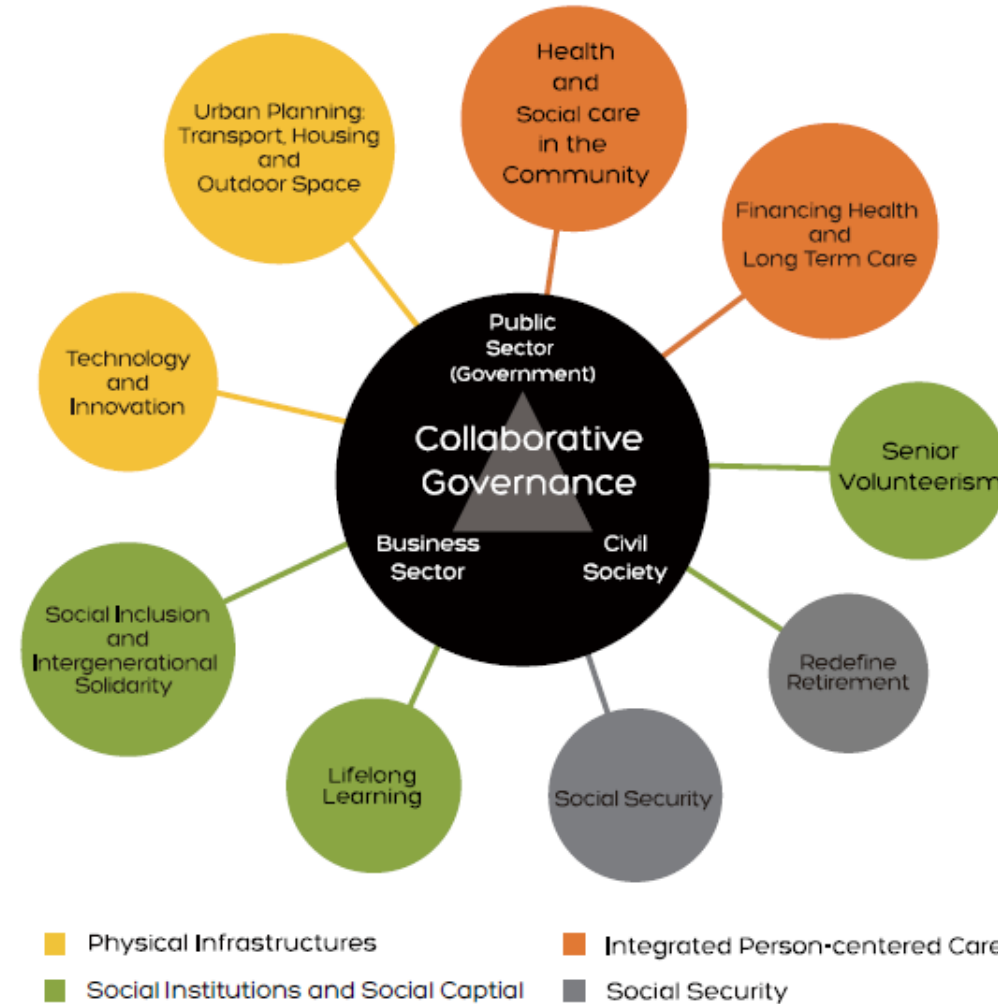 Health
and
Social care
in the
Community
Urban Planning:
Transport, Housing
and
Outdoor Space
Financing Health
and
Long Term Care
Technology
and
Innovation
Public
Sector
(Government)
Collaborative
Governance
Business
Sector
Civil
Society
Senior
Volunteerism
Social Inclusion
and
Intergenerational
Solidarity
Redefine
Retirement
Lifelong
Learning
Social Security
Physical Infrastructures
Integrated Person-centered Care
Social Institutions and Social Captial
Social Security